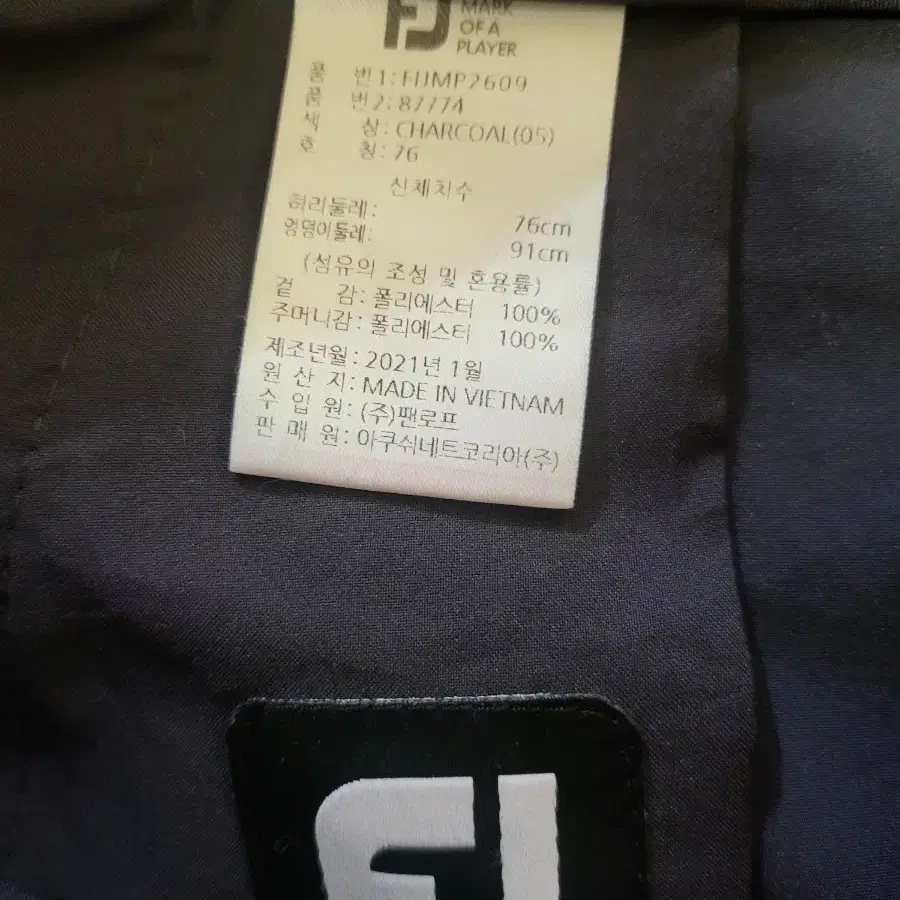 FJ MARK
OF A
PLAYER
품 번1: FIJMP2609
품 번2: 87774
색 상: CHARCOAL(05)
호 칭: 76
신체치수
허리둘레: 76cm
엉덩이둘레: 91cm
(섬유의 조성 및 혼용률)
겉 감: 폴리에스터 100%
주머니감: 폴리에스터 100%
제조년월: 2021년 1월
원 산 지: MADE IN VIETNAM
수 입 원: (주)팬로프
판 매 원: 아쿠쉬네트코리아(주)
FJ